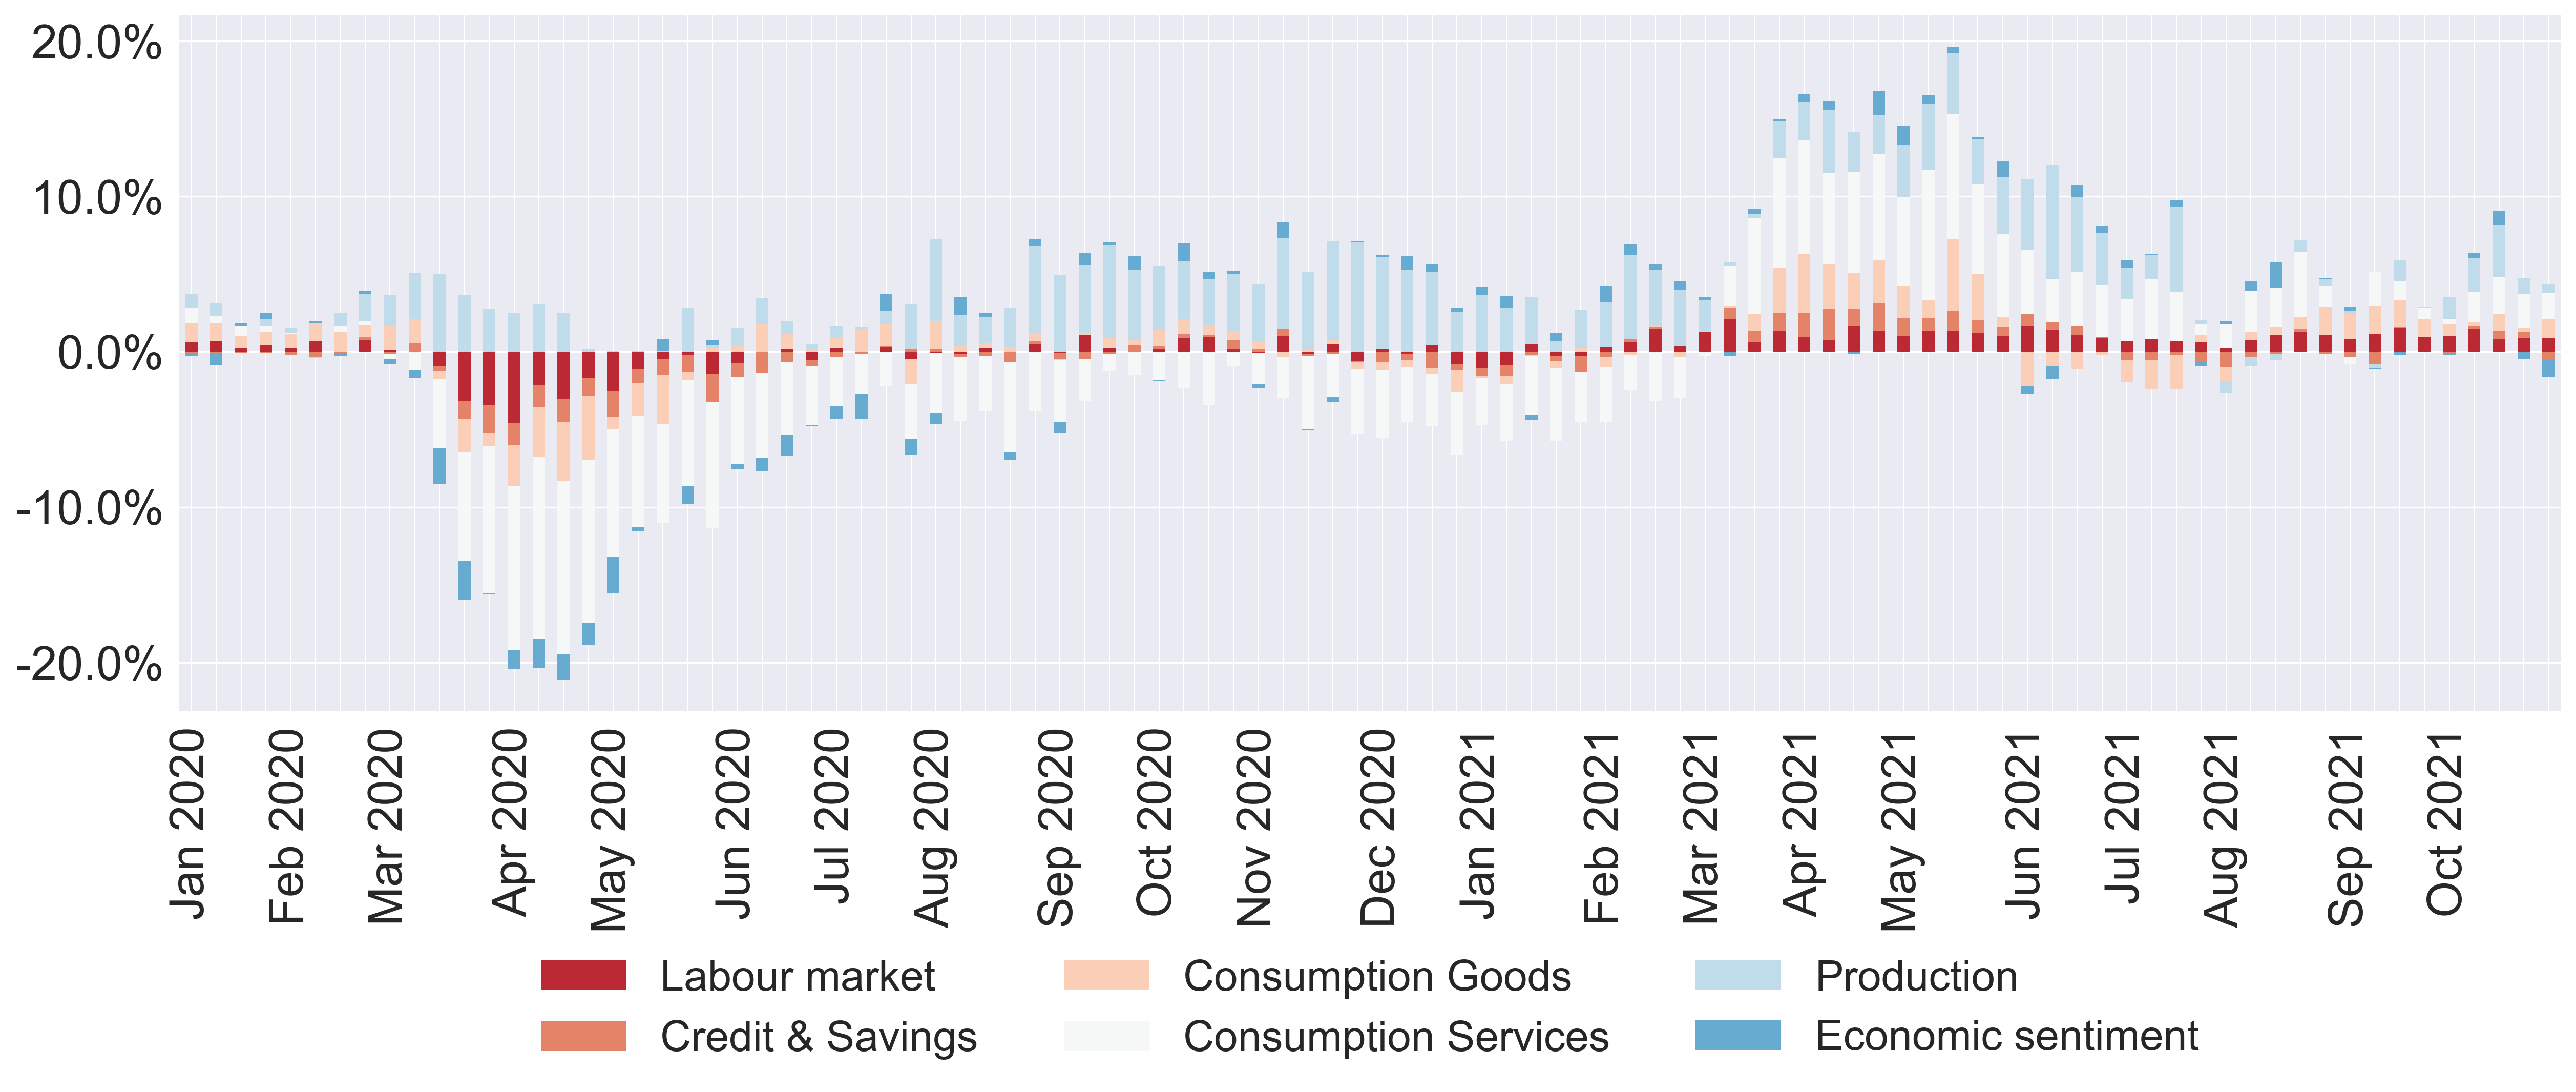 20.0%
10.0%
0.0%
-10.0%
-20.0%
Jan 2020
Feb 2020
Mar 2020
Apr 2020
May 2020
Jun 2020
Jul 2020
Aug 2020
Sep 2020
Oct 2020
Nov 2020
Dec 2020
Jan 2021
Feb 2021
Mar 2021
Apr 2021
May 2021
Jun 2021
Jul 2021
Aug 2021
Sep 2021
Oct 2021
Labour market
Consumption Goods
Production
Credit & Savings
Consumption Services
Economic sentiment